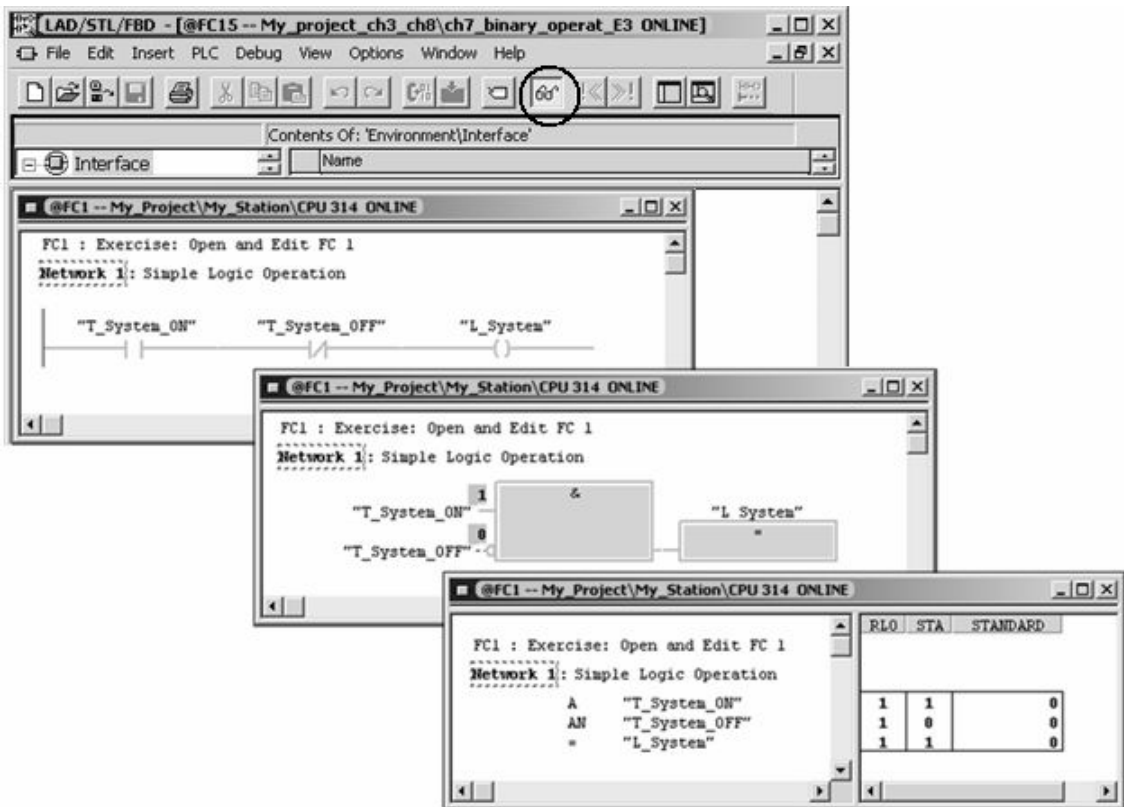 LAD/STL/FBD - [@FC15 -- My_project_ch3_ch8\ch7_binary_operat_E3 ONLINE]
File Edit Insert PLC Debug View Options Window Help
Contents Of: 'Environment\Interface'
Interface
Name
@FC1 -- My_Project\My_Station\CPU 314 ONLINE
FC1 : Exercise: Open and Edit FC 1
Network 1: Simple Logic Operation
"T_System_ON" "T_System_OFF" "L_System"
@FC1 -- My_Project\My_Station\CPU 314 ONLINE
FC1 : Exercise: Open and Edit FC 1
Network 1: Simple Logic Operation
1 &
"T_System_ON" "L System"
0 =
"T_System_OFF"
@FC1 -- My_Project\My_Station\CPU 314 ONLINE
RLO STA STANDARD
FC1 : Exercise: Open and Edit FC 1
Network 1: Simple Logic Operation
A "T_System_ON" 1 1 0
AN "T_System_OFF" 1 0 0
= "L_System" 1 1 0